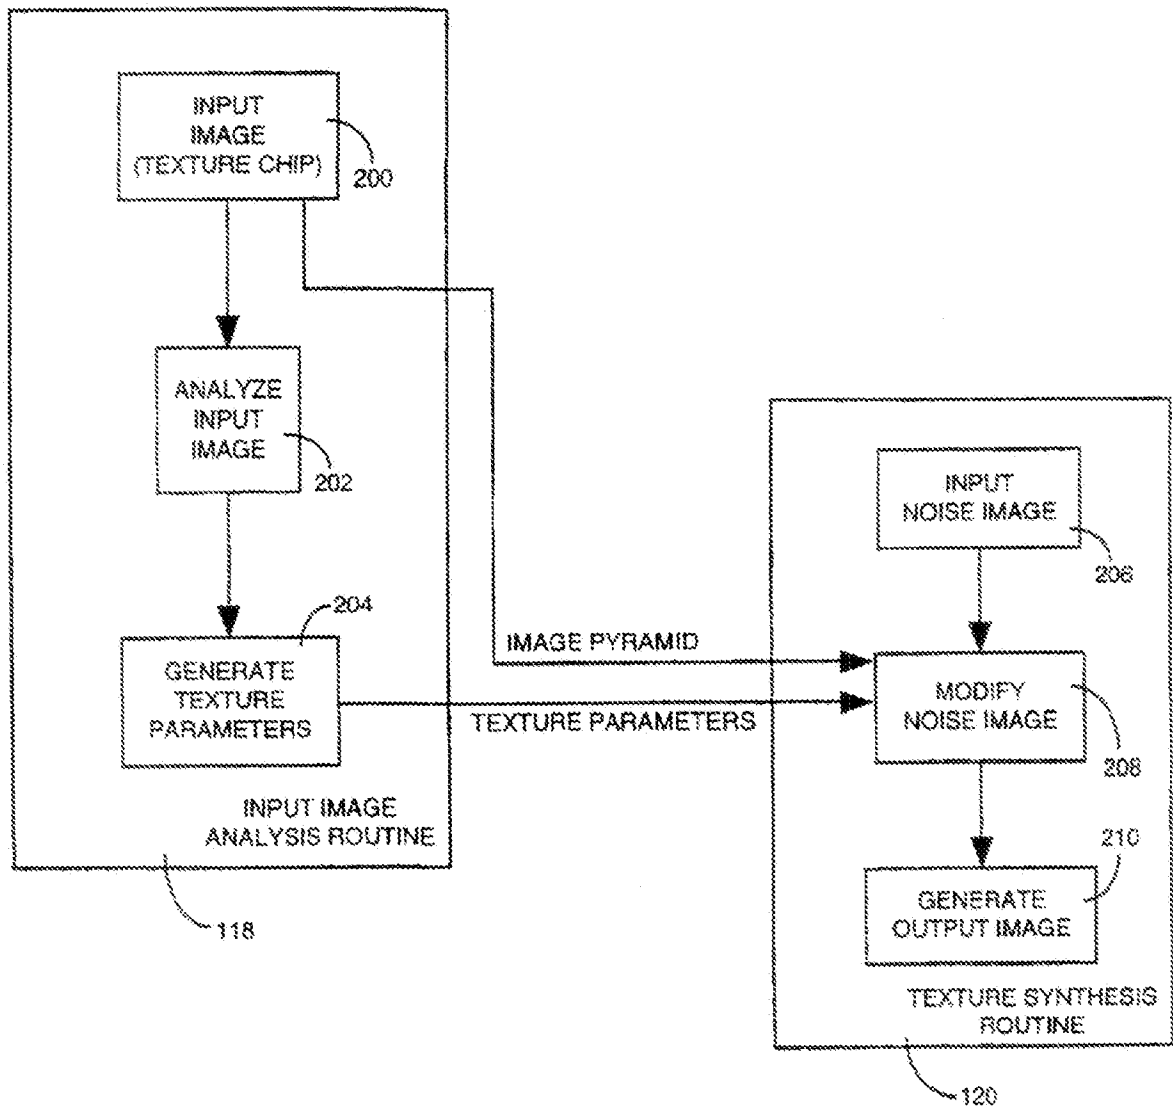 INPUT
IMAGE
(TEXTURE CHIP)
200
ANALYZE
INPUT
IMAGE
202
204
GENERATE
TEXTURE
PARAMETERS
INPUT IMAGE
ANALYSIS ROUTINE
118
IMAGE PYRAMID
TEXTURE PARAMETERS
INPUT
NOISE IMAGE
206
MODIFY
NOISE IMAGE
208
210
GENERATE
OUTPUT IMAGE
TEXTURE SYNTHESIS
ROUTINE
120